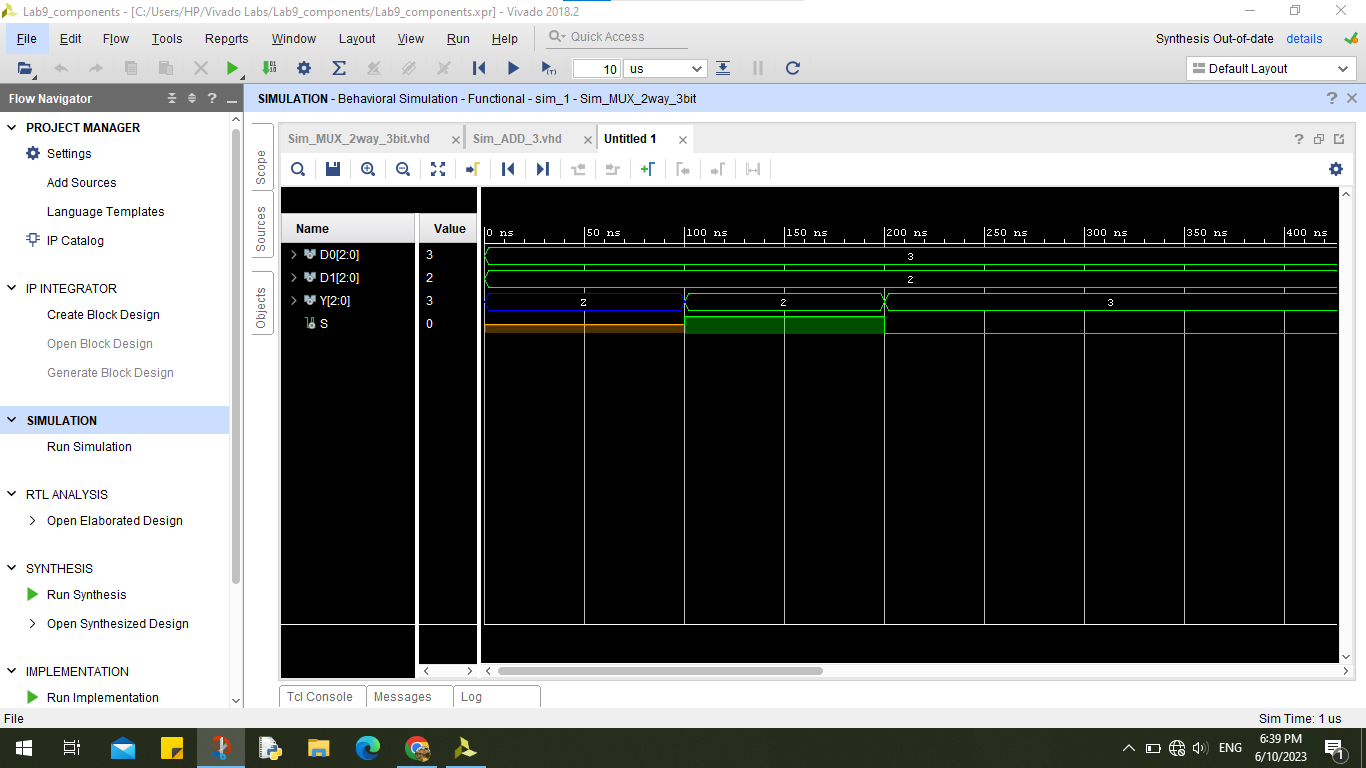 Lab9_components - [C:/Users/HP/Vivado Labs/Lab9_components/Lab9_components.xpr] - Vivado 2018.2
File Edit Flow Tools Reports Window Layout View Run Help Quick Access
Synthesis Out-of-date details
10 us
Default Layout
Flow Navigator
SIMULATION - Behavioral Simulation - Functional - sim_1 - Sim_MUX_2way_3bit
PROJECT MANAGER
Settings
Add Sources
Language Templates
IP Catalog
IP INTEGRATOR
Create Block Design
Open Block Design
Generate Block Design
SIMULATION
Run Simulation
RTL ANALYSIS
Open Elaborated Design
SYNTHESIS
Run Synthesis
Open Synthesized Design
IMPLEMENTATION
Run Implementation
Scope
Sources
Objects
Sim_MUX_2way_3bit.vhd Sim_ADD_3.vhd Untitled 1
Name Value
0 ns 50 ns 100 ns 150 ns 200 ns 250 ns 300 ns 350 ns 400 ns
D0[2:0] 3 3
D1[2:0] 2 2
Y[2:0] 3 Z 2 3
S 0
Tcl Console Messages Log
File
Sim Time: 1 us
ENG
6:39 PM
6/10/2023
1